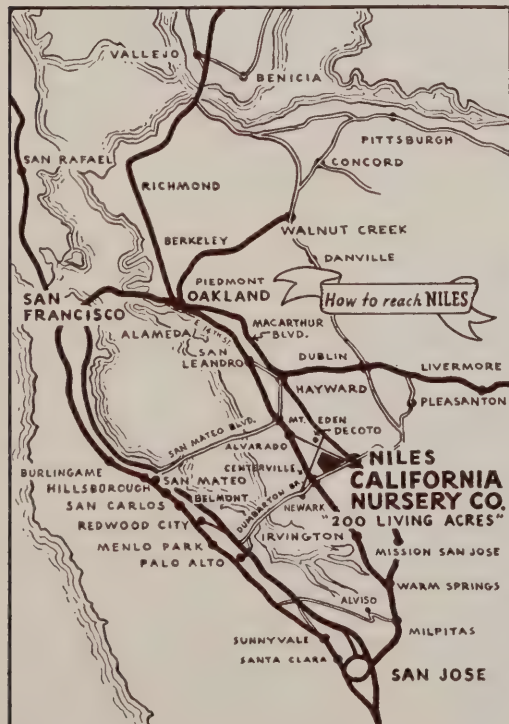 VALLEJO
BENICIA
PITTSBURGH
SAN RAFAEL
CONCORD
RICHMOND
WALNUT CREEK
BERKELEY
DANVILLE
PIEDMONT
SAN
FRANCISCO
OAKLAND
How to reach NILES
ALAMEDA
E. 14TH ST.
MACARTHUR
BLVD.
SAN
LEANDRO
DUBLIN
LIVERMORE
HAYWARD
PLEASANTON
MT. EDEN
SAN MATEO BLVD.
DECOTO
ALVARADO
NILES
CENTERVILLE
CALIFORNIA
NURSERY CO.
"200 LIVING ACRES"
BURLINGAME
SAN MATEO
HILLSBOROUGH
BELMONT
DUMBARTON BR.
NEWARK
SAN CARLOS
REDWOOD CITY
IRVINGTON
MENLO PARK
MISSION SAN JOSE
PALO ALTO
WARM SPRINGS
ALVISO
MILPITAS
SUNNYVALE
SANTA CLARA
SAN JOSE